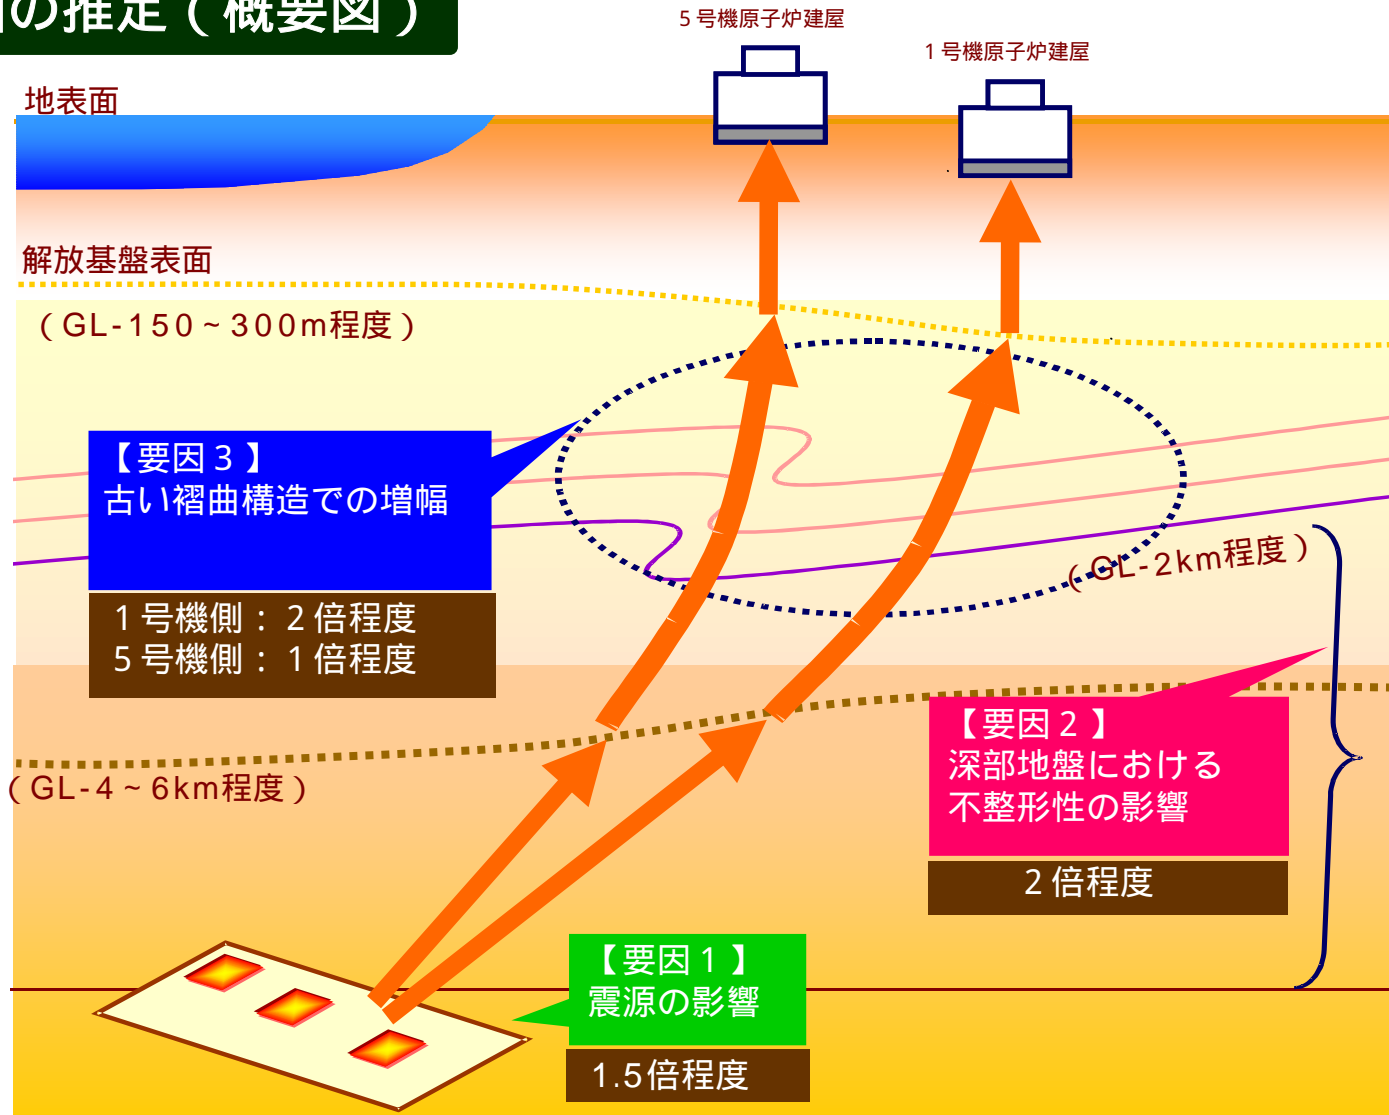 の推定（概要図）
5号機原子炉建屋
1号機原子炉建屋
地表面
解放基盤表面
（GL-150～300m程度）
【要因3】
古い褶曲構造での増幅
1号機側：2倍程度
5号機側：1倍程度
（GL-2km程度）
【要因2】
深部地盤における
不整形性の影響
2倍程度
（GL-4～6km程度）
【要因1】
震源の影響
1.5倍程度